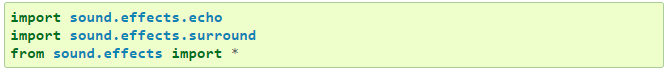 import sound.effects.echo
import sound.effects.surround
from sound.effects import *